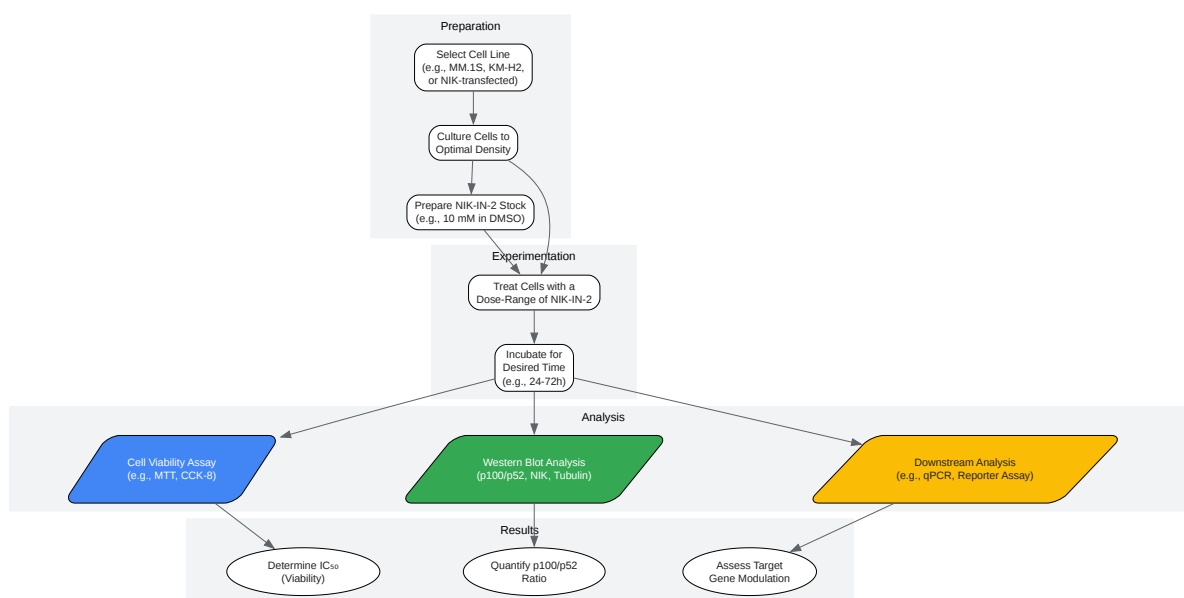 Preparation
Select Cell Line
(e.g., MM.1S, KM-H2,
or NIK-transfected)
Culture Cells to
Optimal Density
Prepare NIK-IN-2 Stock
(e.g., 10 mM in DMSO)
Experimentation
Treat Cells with a
Dose-Range of NIK-IN-2
Incubate for
Desired Time
(e.g., 24-72h)
Analysis
Cell Viability Assay
(e.g., MTT, CCK-8)
Western Blot Analysis
(p100/p52, NIK, Tubulin)
Downstream Analysis
(e.g., qPCR, Reporter Assay)
Results
Determine IC₅₀
(Viability)
Quantify p100/p52
Ratio
Assess Target
Gene Modulation